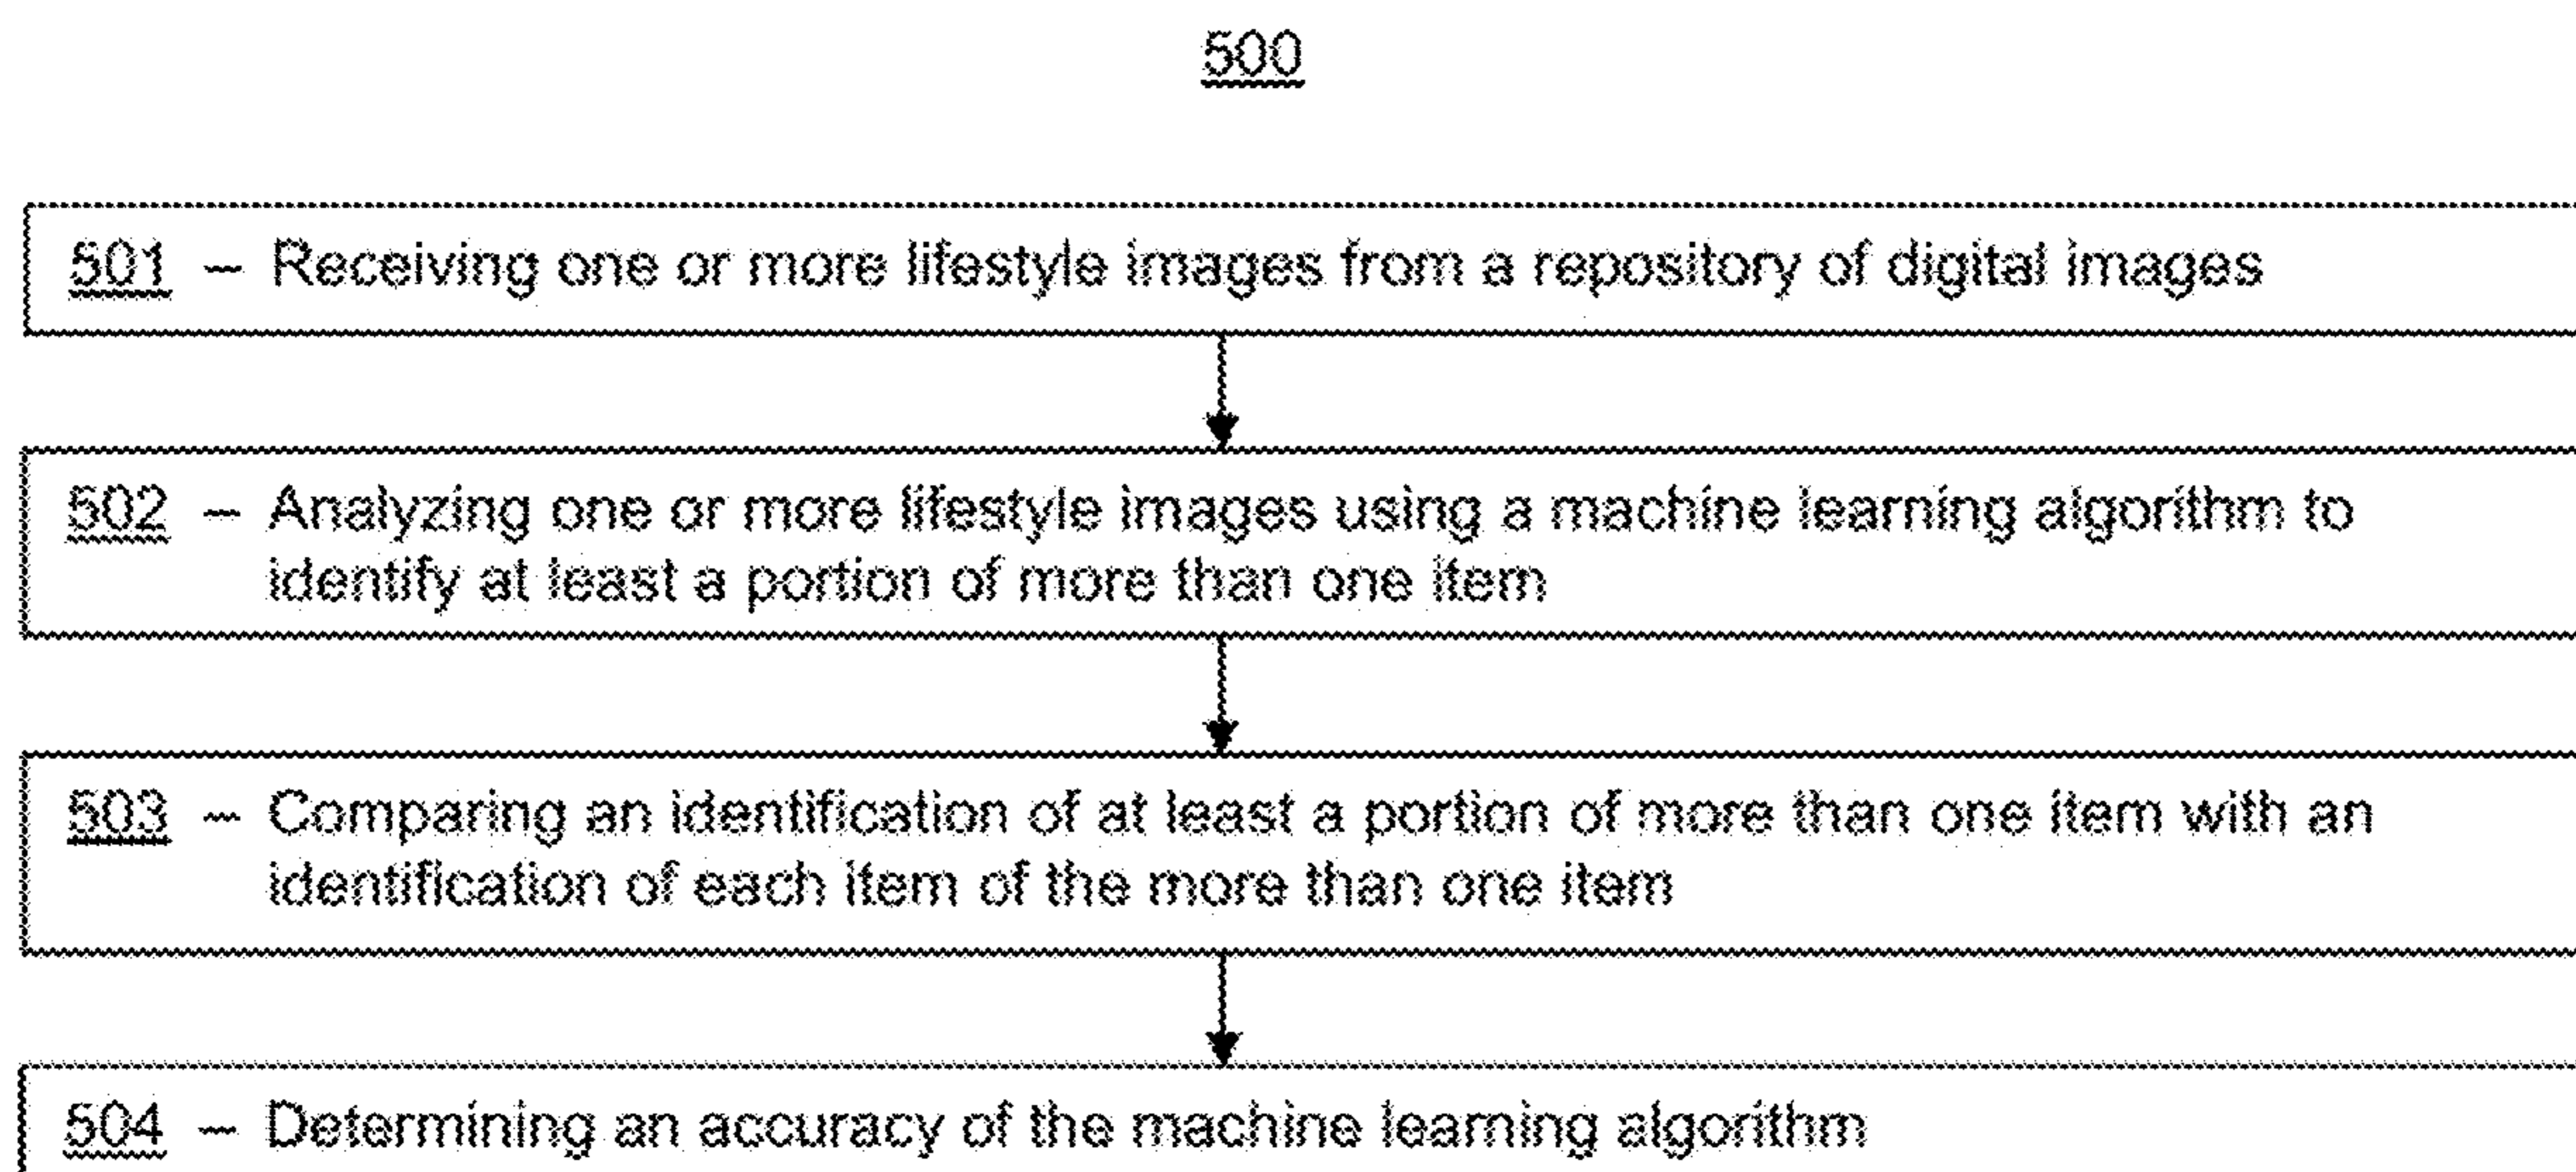 500
501 – Receiving one or more lifestyle images from a repository of digital images
502 – Analyzing one or more lifestyle images using a machine learning algorithm to
identify at least a portion of more than one item
503 – Comparing an identification of at least a portion of more than one item with an
identification of each item of the more than one item
504 – Determining an accuracy of the machine learning algorithm